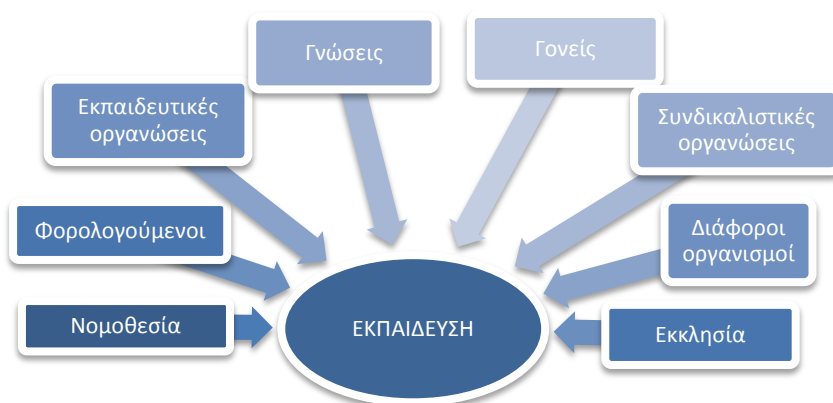 Γνώσεις
Γονείς
Εκπαιδευτικές
οργανώσεις
Συνδικαλιστικές
οργανώσεις
Φορολογούμενοι
Διάφοροι
οργανισμοί
Νομοθεσία
ΕΚΠΑΙΔΕΥΣΗ
Εκκλησία